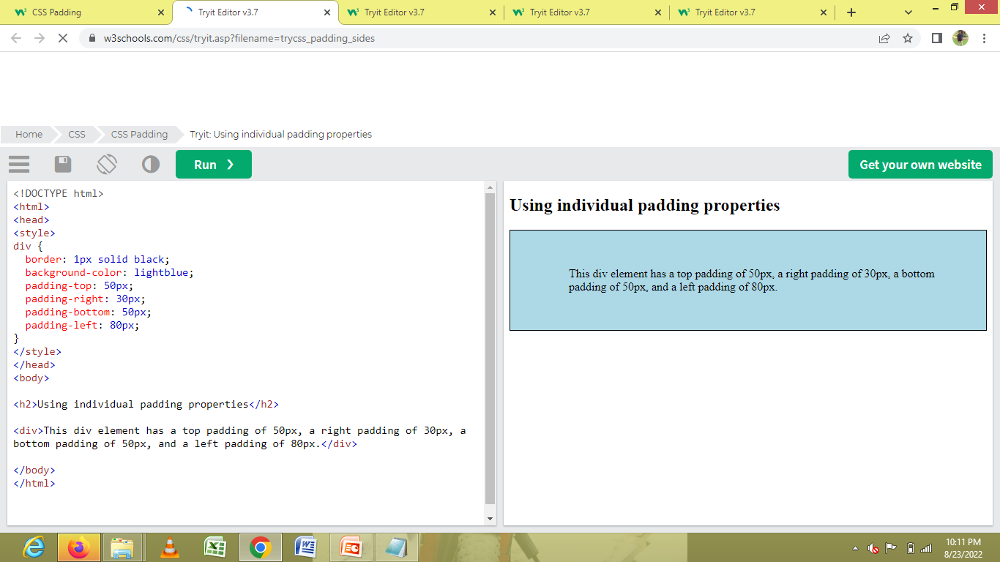 CSS Padding
Tryit Editor v3.7
Tryit Editor v3.7
Tryit Editor v3.7
Tryit Editor v3.7
w3schools.com/css/tryit.asp?filename=trycss_padding_sides
Home
CSS
CSS Padding
Tryit: Using individual padding properties
Run ❯
Get your own website
<!DOCTYPE html>
<html>
<head>
<style>
div {
  border: 1px solid black;
  background-color: lightblue;
  padding-top: 50px;
  padding-right: 30px;
  padding-bottom: 50px;
  padding-left: 80px;
}
</style>
</head>
<body>
<h2>Using individual padding properties</h2>
<div>This div element has a top padding of 50px, a right padding of 30px, a
bottom padding of 50px, and a left padding of 80px.</div>
</body>
</html>
Using individual padding properties
This div element has a top padding of 50px, a right padding of 30px, a bottom
padding of 50px, and a left padding of 80px.
10:11 PM
8/23/2022